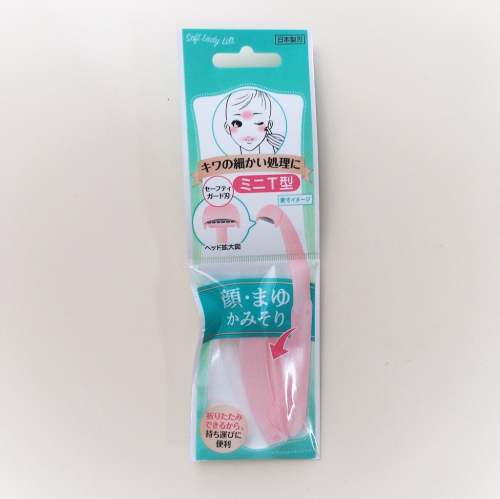 Soft Lady Lilt.
日本製刃
キワの細かい処理に
セーフティ
ガード刃
ミニT型
実寸イメージ
ヘッド拡大図
顔・まゆ
かみそり
折りたたみ
できるから、
持ち運びに
便利